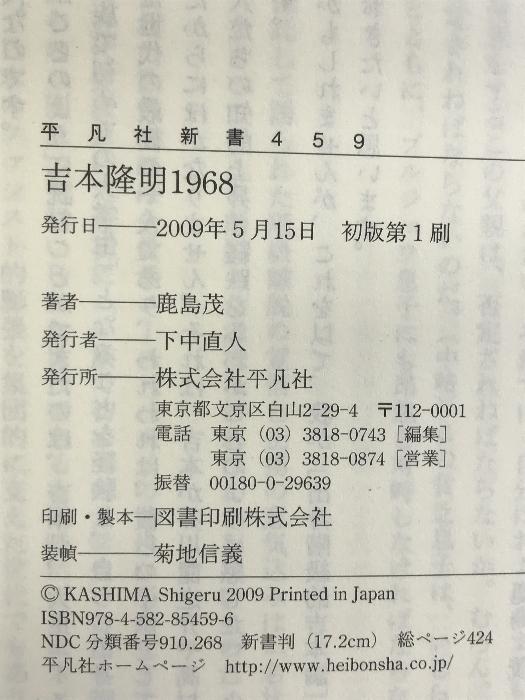 平凡社新書459
吉本隆明1968
発行日―――2009年5月15日 初版第1刷
著者――――鹿島茂
発行者―――下中直人
発行所―――株式会社平凡社
東京都文京区白山2-29-4 〒112-0001
電話 東京（03）3818-0743［編集］
東京（03）3818-0874［営業］
振替 00180-0-29639
印刷・製本―図書印刷株式会社
装幀――――菊地信義
© KASHIMA Shigeru 2009 Printed in Japan
ISBN978-4-582-85459-6
NDC分類番号910.268 新書判（17.2cm） 総ページ424
平凡社ホームページ http://www.heibonsha.co.jp/